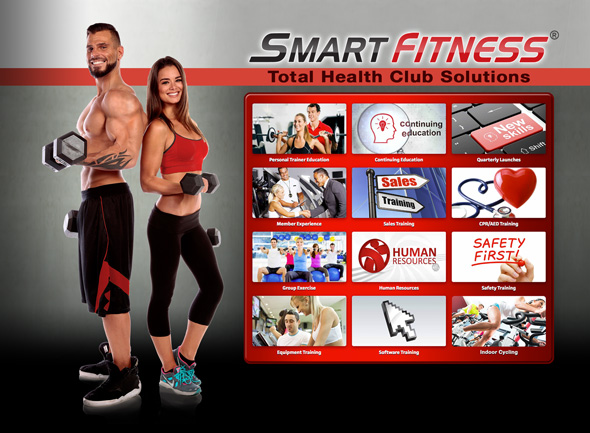 SMART FITNESS®
Total Health Club Solutions
continuing
education
New
Skills
Shift
Personal Trainer Education
Continuing Education
Quarterly Launches
Sales
Training
Member Experience
Sales Training
CPR/AED Training
HUMAN
RESOURCES
SAFETY
FiRST!
Group Exercise
Human Resources
Safety Training
Equipment Training
Software Training
Indoor Cycling